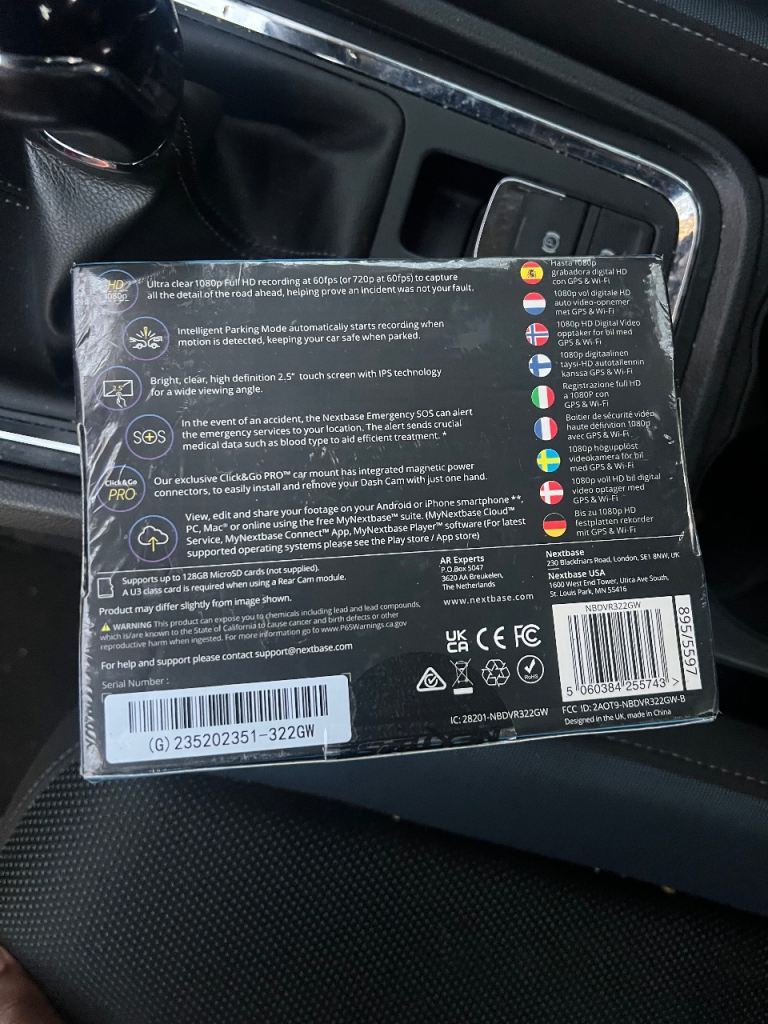 HD
1080p
Ultra clear 1080p Full HD recording at 60fps (or 720p at 60fps) to capture
all the detail of the road ahead, helping prove an incident was not your fault.
Intelligent Parking Mode automatically starts recording when
motion is detected, keeping your car safe when parked.
2.5"
Bright, clear, high definition 2.5" touch screen with IPS technology
for a wide viewing angle.
SOS
In the event of an accident, the Nextbase Emergency SOS can alert
the emergency services to your location. The alert sends crucial
medical data such as blood type to aid efficient treatment. *
Click&Go
PRO™
Our exclusive Click&Go PRO™ car mount has integrated magnetic power
connectors, to easily install and remove your Dash Cam with just one hand.
View, edit and share your footage on your Android or iPhone smartphone **,
PC, Mac® or online using the free MyNextbase™ suite. (MyNextbase Cloud™
Service, MyNextbase Connect™ App, MyNextbase Player™ software (For latest
supported operating systems please see the Play store / App store)
Hasta 1080p
grabadora digital HD
con GPS & Wi-Fi
1080p vol digitale HD
auto video-opnemer
met GPS & Wi-Fi
1080p HD Digital Video
opptaker for bil med
GPS & Wi-Fi
1080p digitaalinen
täysi-HD autotallennin
kanssa GPS & Wi-Fi
Registrazione full HD
a 1080P con
GPS & Wi-Fi
Boitier de sécurité vidéo
haute définition 1080p
avec GPS & Wi-Fi
1080p högupplöst
videokamera för bil
med GPS & Wi-Fi
1080p voll HD bil digital
video optager med
GPS & Wi-Fi
Bis zu 1080p HD
festplatten rekorder
mit GPS & Wi-Fi
Supports up to 128GB MicroSD cards (not supplied).
A U3 class card is required when using a Rear Cam module.
Product may differ slightly from image shown.
WARNING This product can expose you to chemicals including lead and lead compounds,
which is/are known to the State of California to cause cancer and birth defects or other
reproductive harm when ingested. For more information go to www.P65Warnings.ca.gov
For help and support please contact support@nextbase.com
Serial Number :
(G) 235202351-322GW
AR Experts
P.O.Box 5047
3620 AA Breukelen,
The Netherlands
www.nextbase.com
Nextbase
230 Blackfriars Road, London, SE1 8NW, UK
Nextbase USA
1600 West End Tower, Utica Ave South,
St. Louis Park, MN 55416
UK
CA
CE
FC
RoHS
NBDVR322GW
5 060384 255743 >
895/5597
IC: 28201-NBDVR322GW
FCC ID: 2AOT9-NBDVR322GW-B
Designed in the UK, made in China